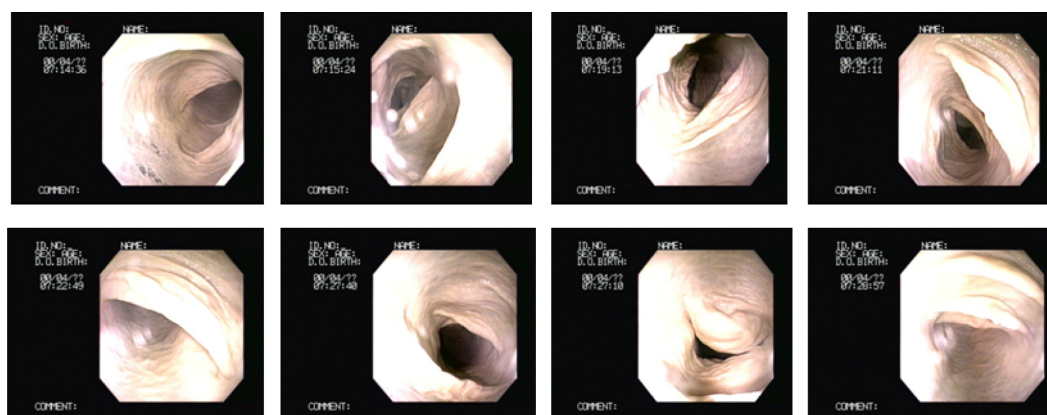 ID.NO: NAME:
SEX: AGE:
D.O.BIRTH:
00/04/??
07:14:36
COMMENT:
ID.NO: NAME:
SEX: AGE:
D.O.BIRTH:
00/04/??
07:15:24
COMMENT:
ID.NO: NAME:
SEX: AGE:
D.O.BIRTH:
00/04/??
07:19:13
COMMENT:
ID.NO: NAME:
SEX: AGE:
D.O.BIRTH:
00/04/??
07:21:11
COMMENT:
ID.NO: NAME:
SEX: AGE:
D.O.BIRTH:
00/04/??
07:22:49
COMMENT:
ID.NO: NAME:
SEX: AGE:
D.O.BIRTH:
00/04/??
07:27:40
COMMENT:
ID.NO: NAME:
SEX: AGE:
D.O.BIRTH:
00/04/??
07:27:10
COMMENT:
ID.NO: NAME:
SEX: AGE:
D.O.BIRTH:
00/04/??
07:28:57
COMMENT: